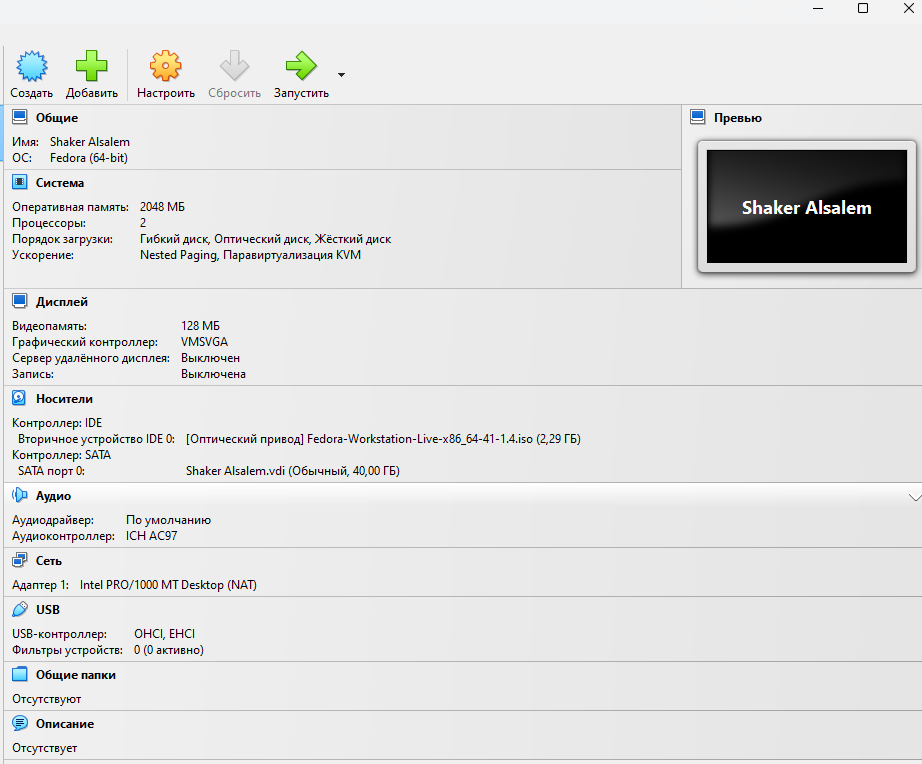 Создать Добавить Настроить Сбросить Запустить
Общие
Имя: Shaker Alsalem
ОС: Fedora (64-bit)
Превью
Shaker Alsalem
Система
Оперативная память: 2048 МБ
Процессоры: 2
Порядок загрузки: Гибкий диск, Оптический диск, Жёсткий диск
Ускорение: Nested Paging, Паравиртуализация KVM
Дисплей
Видеопамять: 128 МБ
Графический контроллер: VMSVGA
Сервер удалённого дисплея: Выключен
Запись: Выключена
Носители
Контроллер: IDE
Вторичное устройство IDE 0: [Оптический привод] Fedora-Workstation-Live-x86_64-41-1.4.iso (2,29 ГБ)
Контроллер: SATA
SATA порт 0: Shaker Alsalem.vdi (Обычный, 40,00 ГБ)
Аудио
Аудиодрайвер: По умолчанию
Аудиоконтроллер: ICH AC97
Сеть
Адаптер 1: Intel PRO/1000 MT Desktop (NAT)
USB
USB-контроллер: OHCI, EHCI
Фильтры устройств: 0 (0 активно)
Общие папки
Отсутствуют
Описание
Отсутствует